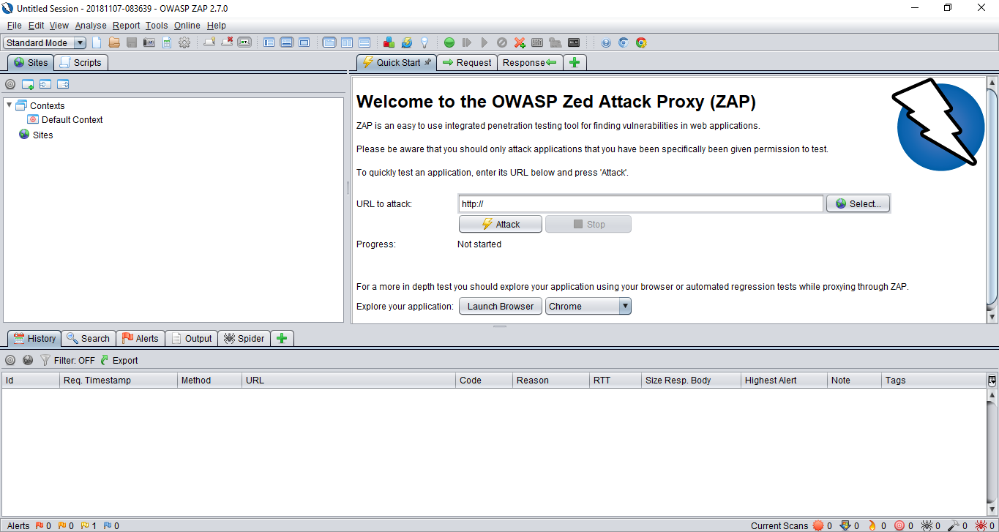 Untitled Session - 20181107-083639 - OWASP ZAP 2.7.0
File Edit View Analyse Report Tools Online Help
Standard Mode
Sites Scripts
Quick Start Request Response
Contexts
Default Context
Sites
Welcome to the OWASP Zed Attack Proxy (ZAP)
ZAP is an easy to use integrated penetration testing tool for finding vulnerabilities in web applications.
Please be aware that you should only attack applications that you have been specifically been given permission to test.
To quickly test an application, enter its URL below and press 'Attack'.
URL to attack: http:// Select...
Attack Stop
Progress: Not started
For a more in depth test you should explore your application using your browser or automated regression tests while proxying through ZAP.
Explore your application: Launch Browser Chrome
History Search Alerts Output Spider
Filter: OFF Export
Id Req. Timestamp Method URL Code Reason RTT Size Resp. Body Highest Alert Note Tags
Alerts 0 0 1 0 Current Scans 0 0 0 0 0 0 0